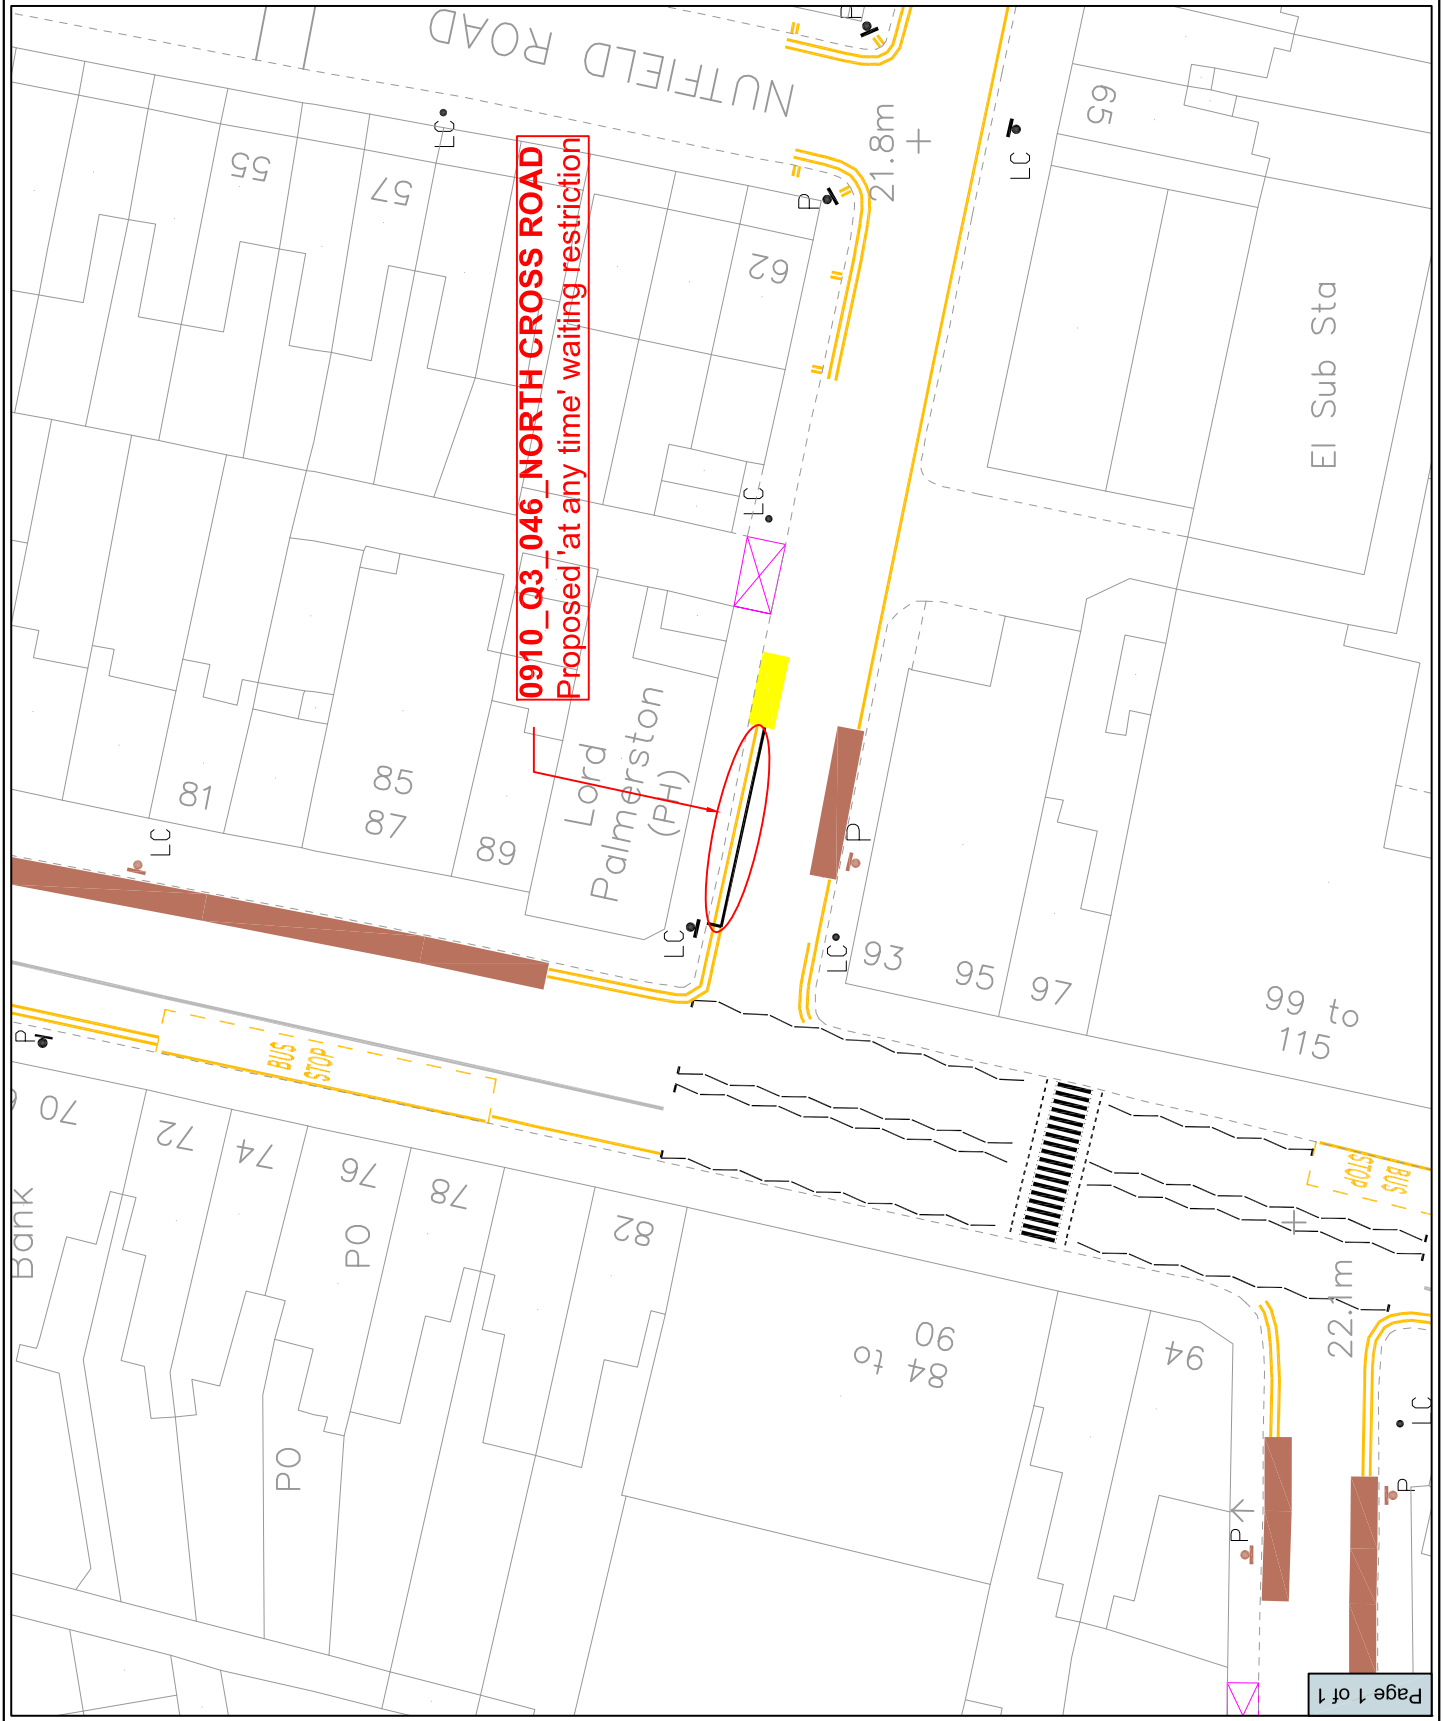 NUTFIELD ROAD
P
LC
55
57
0910_Q3_046_NORTH CROSS ROAD
Proposed 'at any time' waiting restriction
21.8m
P
62
LC
65
El Sub Sta
LC
Lord
Palmerston
(PH)
81
85
87
89
LC
LC
P
LC
93
95
97
99 to
115
P
BUS
STOP
70
72
74
76
78
82
Bank
PO
PO
84 to
90
94
BUS
STOP
22.1m
LC
P
P
Page 1 of 1